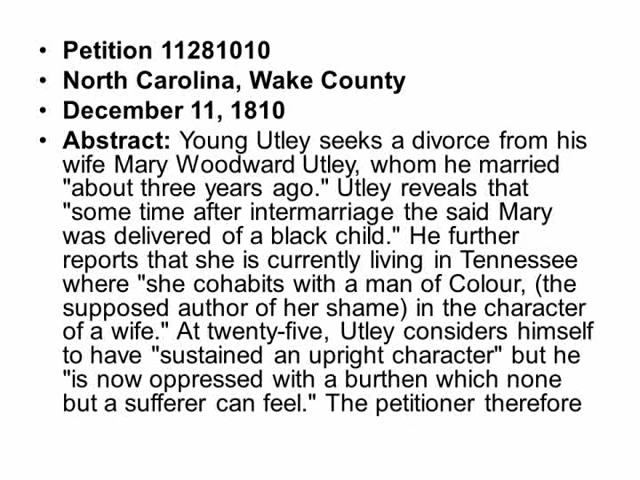 • Petition 11281010
• North Carolina, Wake County
• December 11, 1810
• Abstract: Young Utley seeks a divorce from his
wife Mary Woodward Utley, whom he married
"about three years ago." Utley reveals that
"some time after intermarriage the said Mary
was delivered of a black child." He further
reports that she is currently living in Tennessee
where "she cohabits with a man of Colour, (the
supposed author of her shame) in the character
of a wife." At twenty-five, Utley considers himself
to have "sustained an upright character" but he
"is now oppressed with a burthen which none
but a sufferer can feel." The petitioner therefore